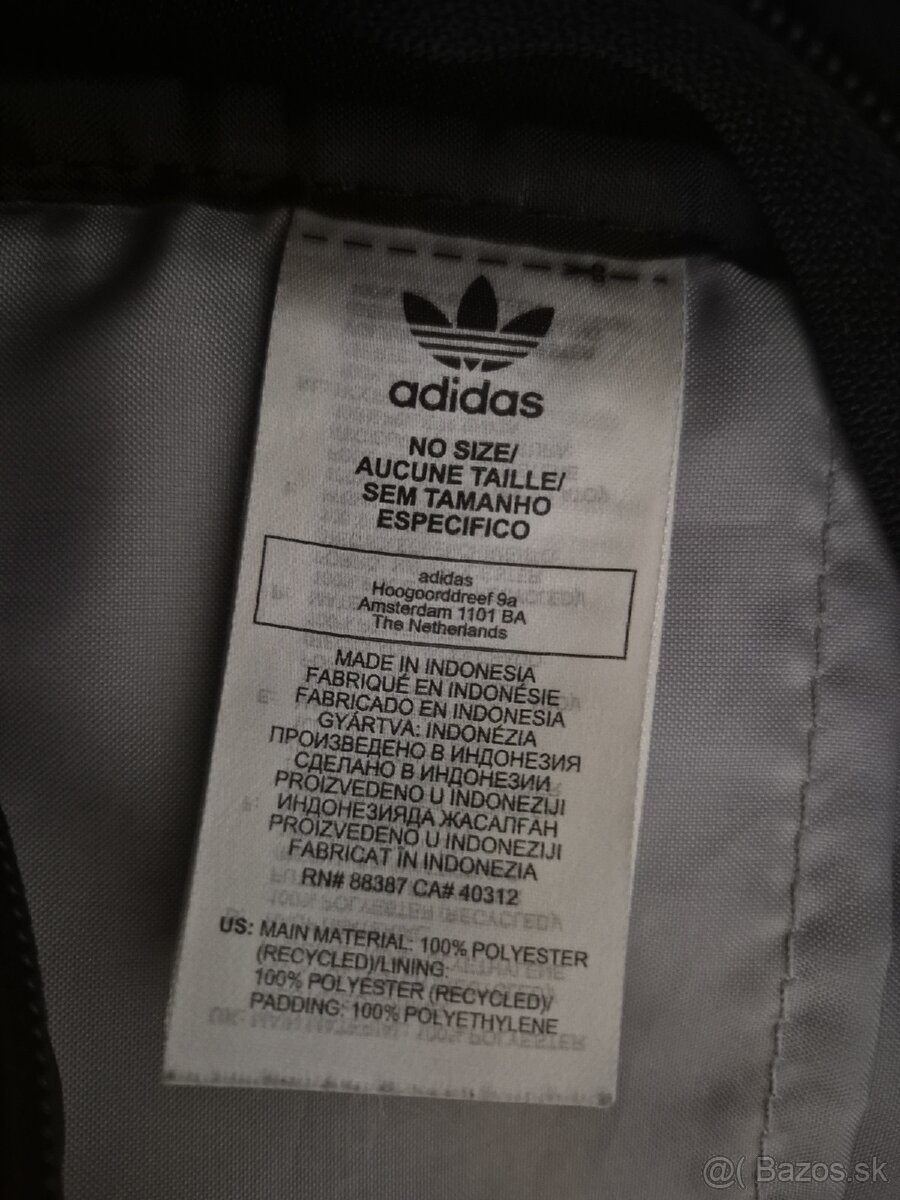 adidas
NO SIZE/
AUCUNE TAILLE/
SEM TAMANHO
ESPECIFICO
adidas
Hoogoorddreef 9a
Amsterdam 1101 BA
The Netherlands
MADE IN INDONESIA
FABRIQUÉ EN INDONÉSIE
FABRICADO EN INDONESIA
GYÁRTVA: INDONÉZIA
ПРОИЗВЕДЕНО В ИНДОНЕЗИЯ
СДЕЛАНО В ИНДОНЕЗИИ
PROIZVEDENO U INDONEZIJI
ИНДОНЕЗИЯДА ЖАСАЛҒАН
PROIZVEDENO U INDONEZIJI
FABRICAT ÎN INDONEZIA
RN# 88387 CA# 40312
US: MAIN MATERIAL: 100% POLYESTER
(RECYCLED)/LINING:
100% POLYESTER (RECYCLED)/
PADDING: 100% POLYETHYLENE
@( Bazos.sk